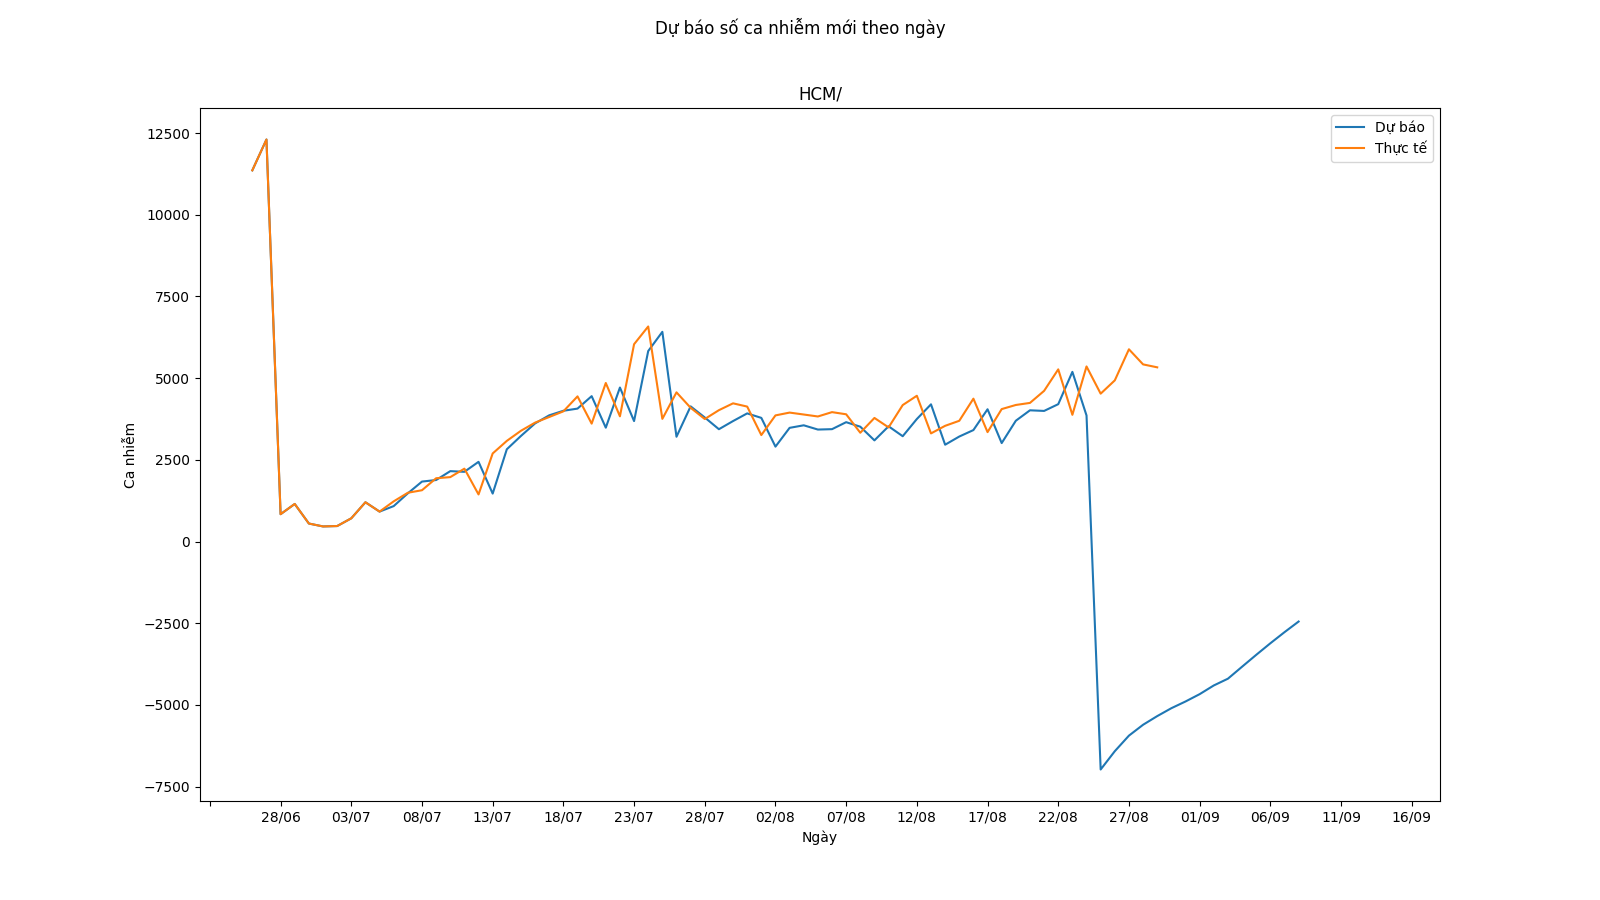 Dự báo số ca nhiễm mới theo ngày
HCM/
Dự báo
Thực tế
12500
10000
7500
5000
2500
0
−2500
−5000
−7500
Ca nhiễm
28/06 03/07 08/07 13/07 18/07 23/07 28/07 02/08 07/08 12/08 17/08 22/08 27/08 01/09 06/09 11/09 16/09
Ngày